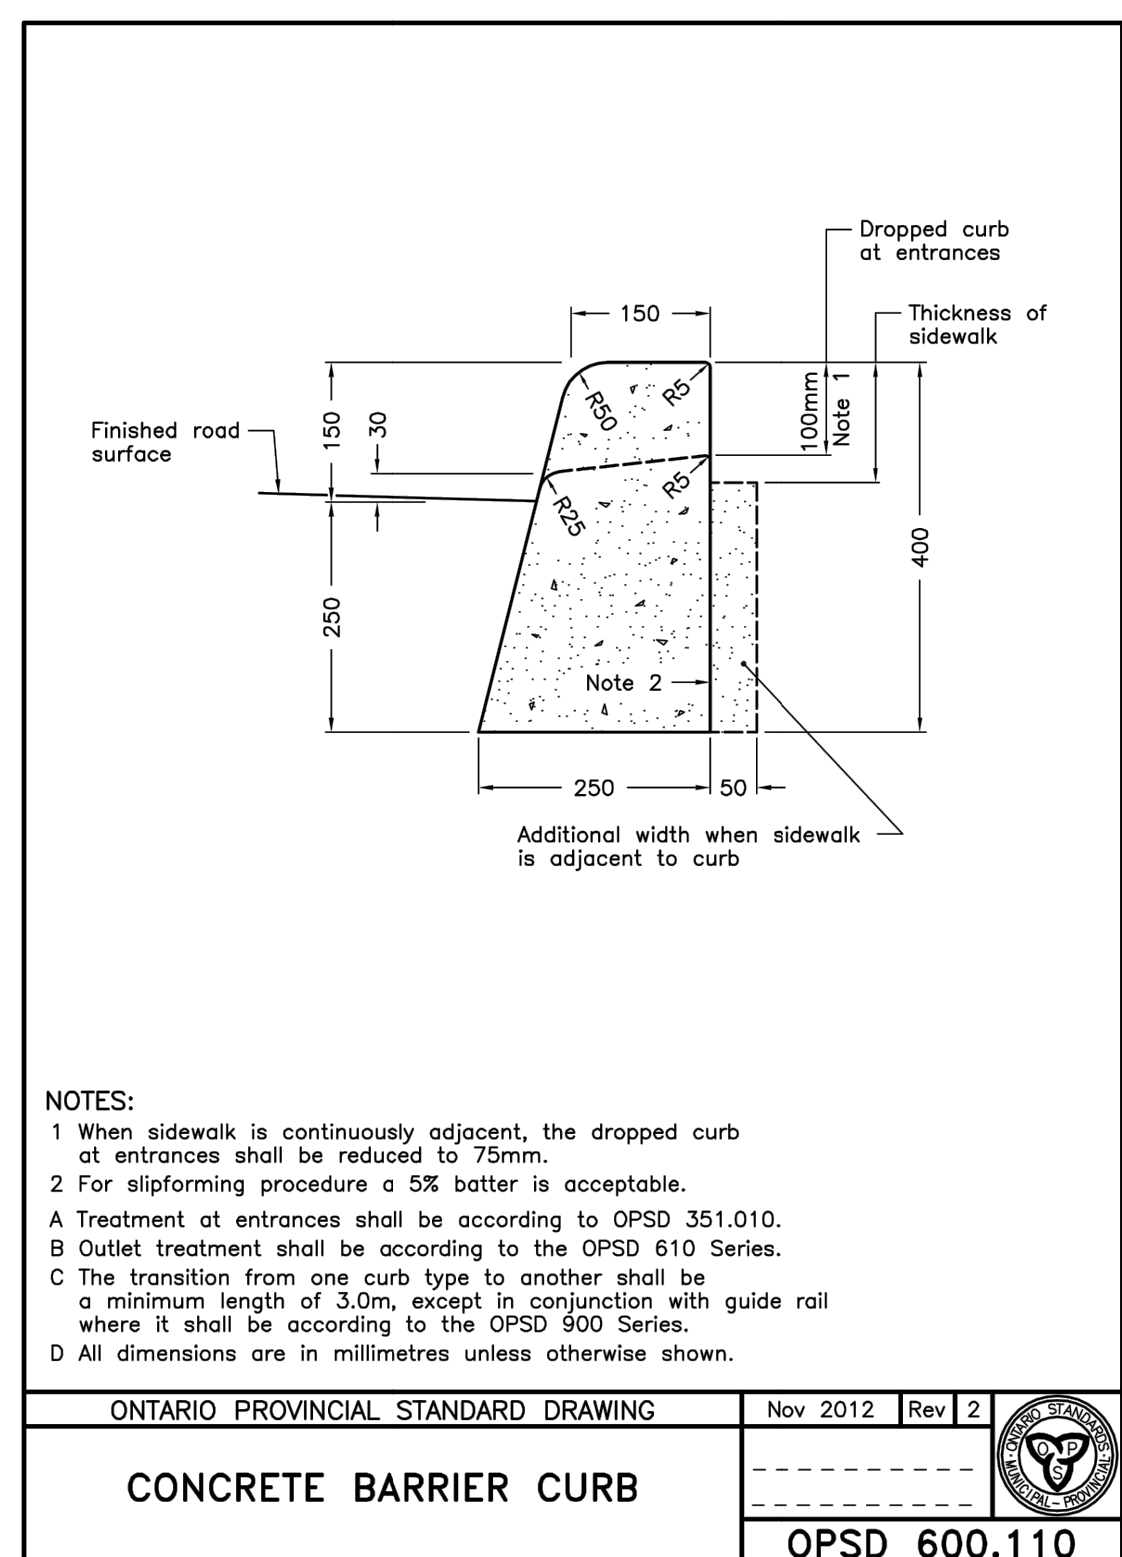 Dropped curb
at entrances
Thickness of
sidewalk
150
Finished road
surface
150
30
R50
R5
100mm
Note 1
R25
R5
250
400
Note 2
250
50
Additional width when sidewalk
is adjacent to curb
NOTES:
1 When sidewalk is continuously adjacent, the dropped curb
at entrances shall be reduced to 75mm.
2 For slipforming procedure a 5% batter is acceptable.
A Treatment at entrances shall be according to OPSD 351.010.
B Outlet treatment shall be according to the OPSD 610 Series.
C The transition from one curb type to another shall be
a minimum length of 3.0m, except in conjunction with guide rail
where it shall be according to the OPSD 900 Series.
D All dimensions are in millimetres unless otherwise shown.
ONTARIO PROVINCIAL STANDARD DRAWING
Nov 2012
Rev
2
ONTARIO STANDARDS
MUNICIPAL-PROVINCIAL
O P S
CONCRETE BARRIER CURB
OPSD 600.110